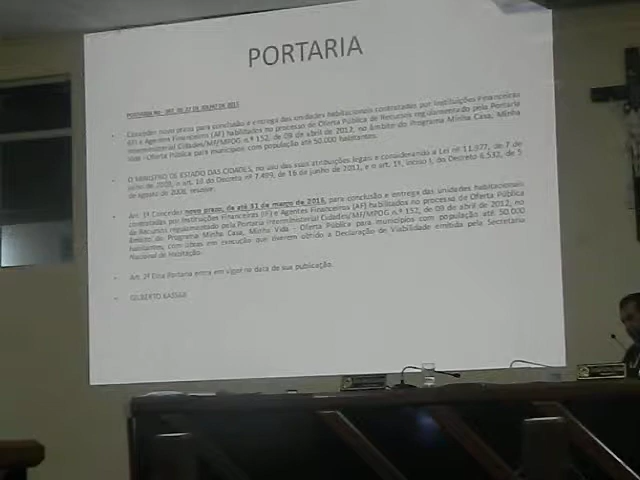 PORTARIA
PORTARIA No
Conceder novo prazo para conclusão e entrega das unidades habitacionais contratadas por Instituições Financeiras
(IF) e Agentes Financeiros (AF) habilitados no processo de Oferta Pública de Recursos regulamentado pela Portaria
Interministerial Cidades/MF/MPOG n.º 152, de 09 de abril de 2012, no âmbito do Programa Minha Casa, Minha
Vida - Oferta Pública para municípios com população até 50.000 habitantes.
O MINISTRO DE ESTADO DAS CIDADES, no uso das suas atribuições legais e considerando a Lei nº 11.977, de 7 de
julho de 2009, o art. 18 do Decreto nº 7.499, de 16 de junho de 2011, e o art. 1º, inciso I, do Decreto 6.532, de 5
de agosto de 2008, resolve:
Art. 1º Conceder novo prazo, de até 31 de março de 2016, para conclusão e entrega das unidades habitacionais
contratadas por Instituições Financeiras (IF) e Agentes Financeiros (AF) habilitados no processo de Oferta Pública
de Recursos regulamentado pela Portaria Interministerial Cidades/MF/MPOG n.º 152, de 09 de abril de 2012, no
âmbito do Programa Minha Casa, Minha Vida - Oferta Pública para municípios com população até 50.000
habitantes, com obras em execução que tiverem obtido a Declaração de Viabilidade emitida pela Secretaria
Nacional de Habitação.
Art. 2º Essa Portaria entra em vigor na data de sua publicação.
GILBERTO KASSAB